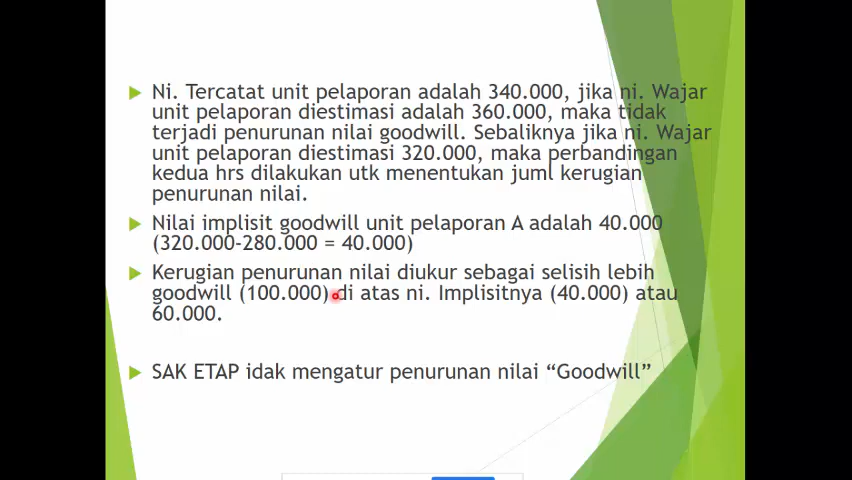 Ni. Tercatat unit pelaporan adalah 340.000, jika ni. Wajar
unit pelaporan diestimasi adalah 360.000, maka tidak
terjadi penurunan nilai goodwill. Sebaliknya jika ni. Wajar
unit pelaporan diestimasi 320.000, maka perbandingan
kedua hrs dilakukan utk menentukan juml kerugian
penurunan nilai.
Nilai implisit goodwill unit pelaporan A adalah 40.000
(320.000-280.000 = 40.000)
Kerugian penurunan nilai diukur sebagai selisih lebih
goodwill (100.000) di atas ni. Implisitnya (40.000) atau
60.000.
SAK ETAP idak mengatur penurunan nilai “Goodwill”